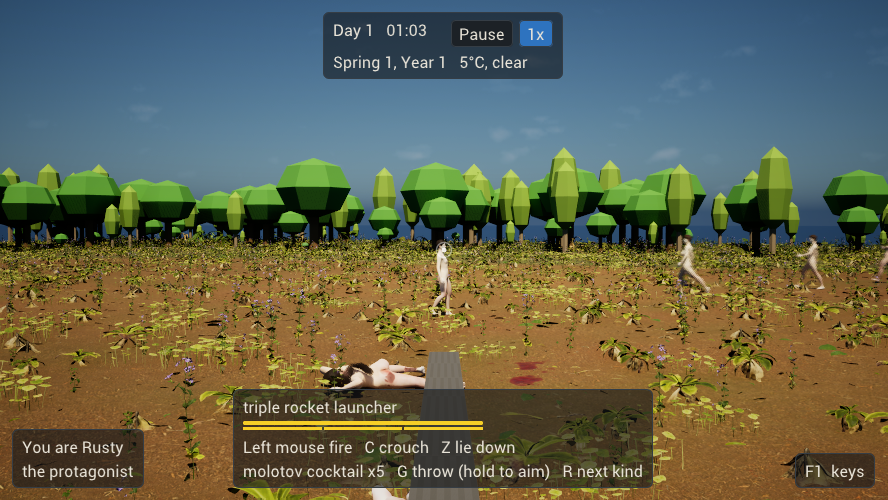 Day 1 01:03 Pause 1x
Spring 1, Year 1 5°C, clear
triple rocket launcher
Left mouse fire C crouch Z lie down
molotov cocktail x5 G throw (hold to aim) R next kind
You are Rusty
the protagonist
F1 keys